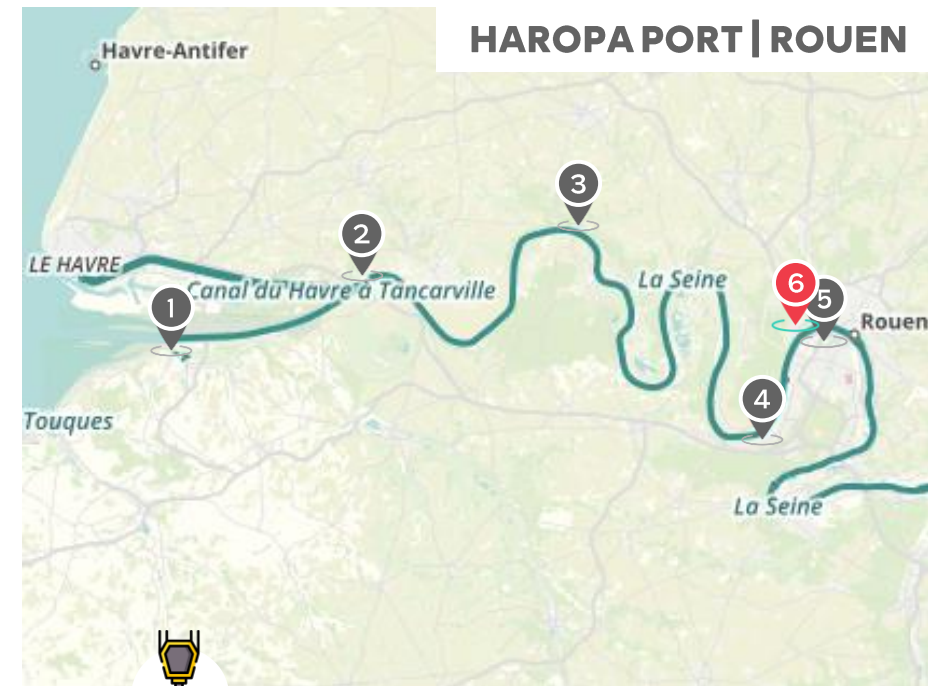 HAROPA PORT | ROUEN
Havre-Antifer
3
2
LE HAVRE
La Seine
6
Canal du Havre à Tancarville
5
1
Rouen
4
Touques
La Seine